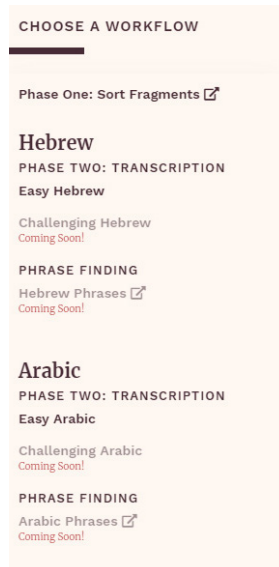 CHOOSE A WORKFLOW
Phase One: Sort Fragments
Hebrew
PHASE TWO: TRANSCRIPTION
Easy Hebrew
Challenging Hebrew
Coming Soon!
PHRASE FINDING
Hebrew Phrases
Coming Soon!
Arabic
PHASE TWO: TRANSCRIPTION
Easy Arabic
Challenging Arabic
Coming Soon!
PHRASE FINDING
Arabic Phrases
Coming Soon!